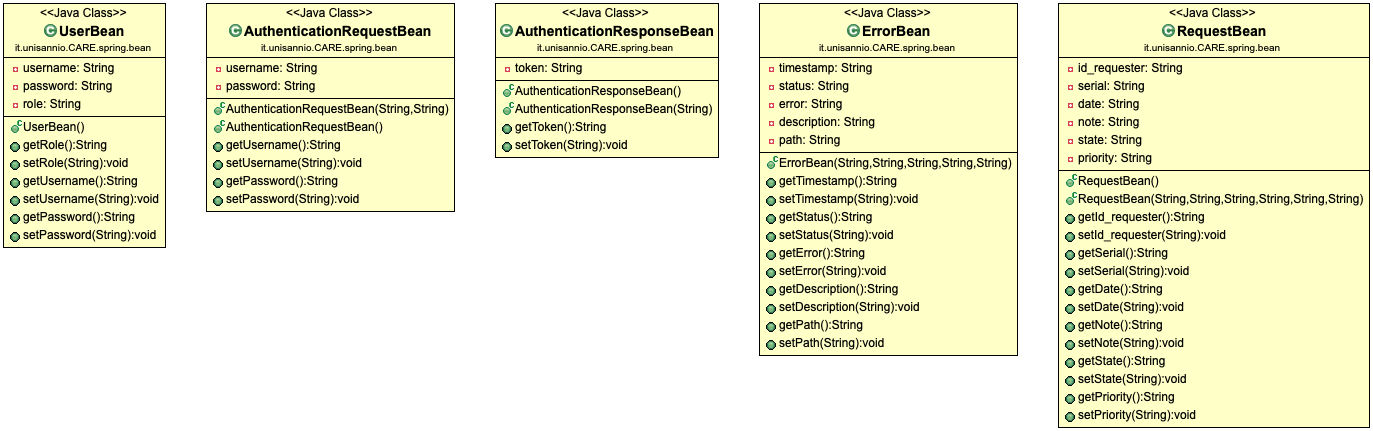 <<Java Class>>
UserBean
it.unisannio.CARE.spring.bean
username: String
password: String
role: String
UserBean()
getRole():String
setRole(String):void
getUsername():String
setUsername(String):void
getPassword():String
setPassword(String):void
<<Java Class>>
AuthenticationRequestBean
it.unisannio.CARE.spring.bean
username: String
password: String
AuthenticationRequestBean(String,String)
AuthenticationRequestBean()
getUsername():String
setUsername(String):void
getPassword():String
setPassword(String):void
<<Java Class>>
AuthenticationResponseBean
it.unisannio.CARE.spring.bean
token: String
AuthenticationResponseBean()
AuthenticationResponseBean(String)
getToken():String
setToken(String):void
<<Java Class>>
ErrorBean
it.unisannio.CARE.spring.bean
timestamp: String
status: String
error: String
description: String
path: String
ErrorBean(String,String,String,String,String)
getTimestamp():String
setTimestamp(String):void
getStatus():String
setStatus(String):void
getError():String
setError(String):void
getDescription():String
setDescription(String):void
getPath():String
setPath(String):void
<<Java Class>>
RequestBean
it.unisannio.CARE.spring.bean
id_requester: String
serial: String
date: String
note: String
state: String
priority: String
RequestBean()
RequestBean(String,String,String,String,String,String)
getId_requester():String
setId_requester(String):void
getSerial():String
setSerial(String):void
getDate():String
setDate(String):void
getNote():String
setNote(String):void
getState():String
setState(String):void
getPriority():String
setPriority(String):void